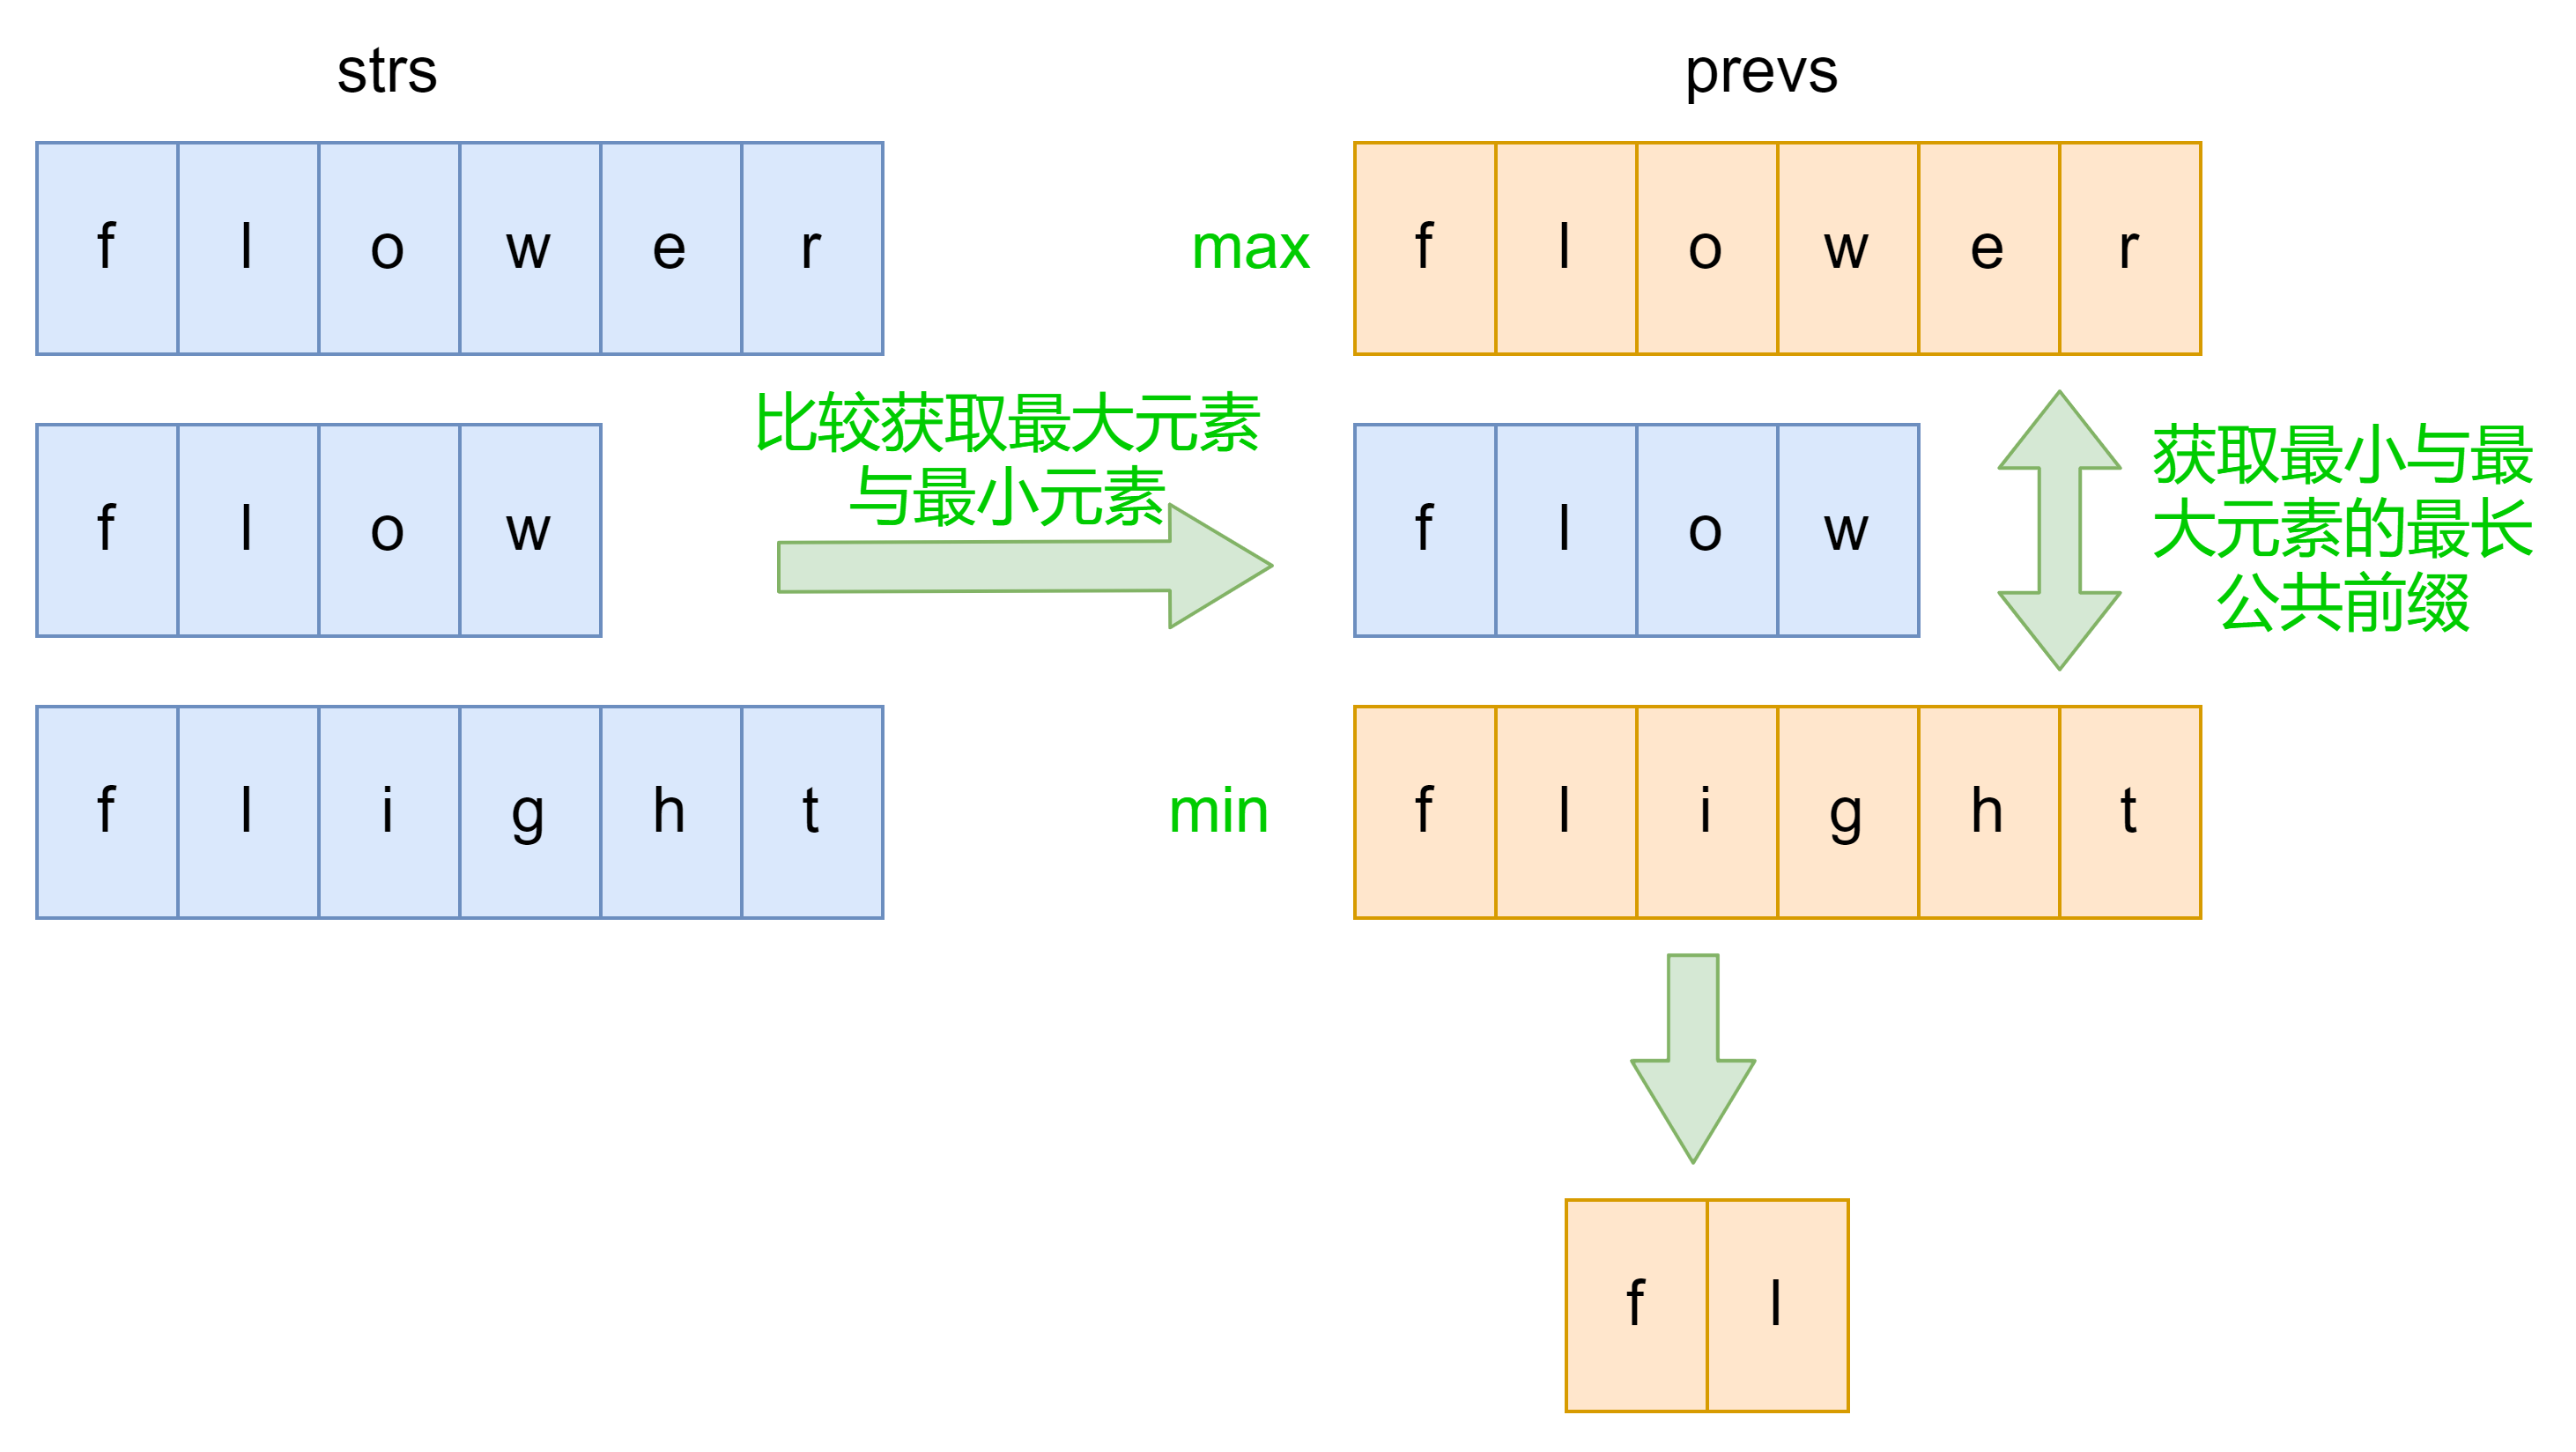 strs
f l o w e r
f l o w
f l i g h t
比较获取最大元素
与最小元素
prevs
max
f l o w e r
f l o w
获取最小与最
大元素的最长
公共前缀
min
f l i g h t
f l